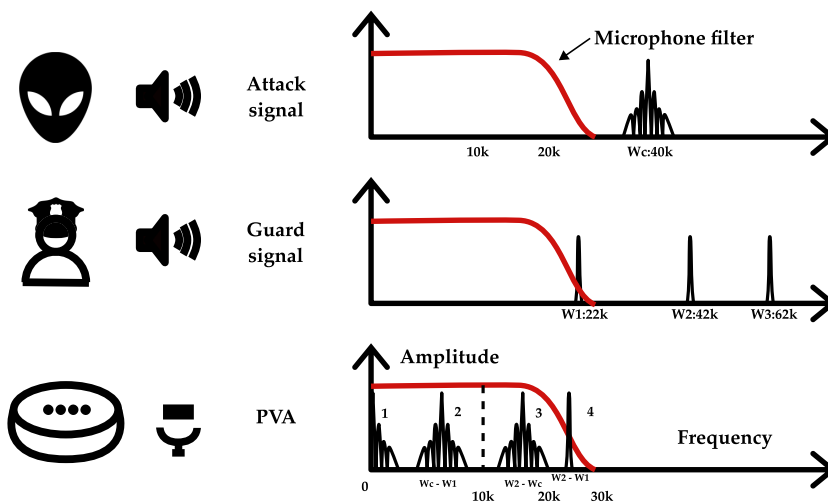 Microphone filter
Attack
signal
10k
20k
Wc:40k
Guard
signal
W1:22k
W2:42k
W3:62k
Amplitude
PVA
1
2
3
4
Frequency
0
Wc - W1
W2 - Wc
W2 - W1
10k
20k
30k